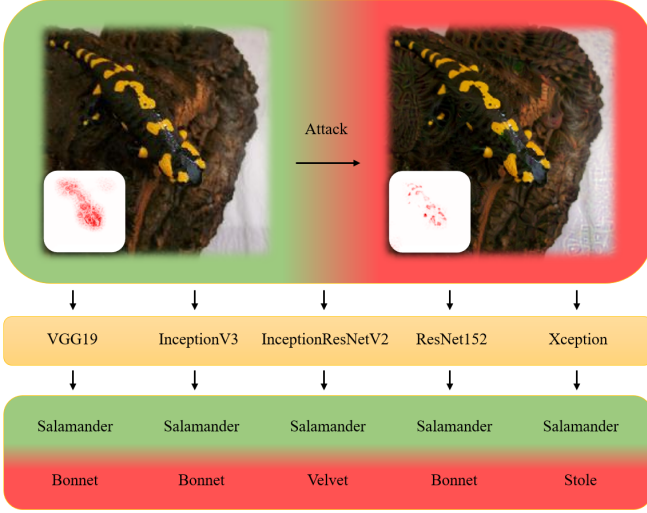 Attack
VGG19 InceptionV3 InceptionResNetV2 ResNet152 Xception
Salamander Salamander Salamander Salamander Salamander
Bonnet Bonnet Velvet Bonnet Stole